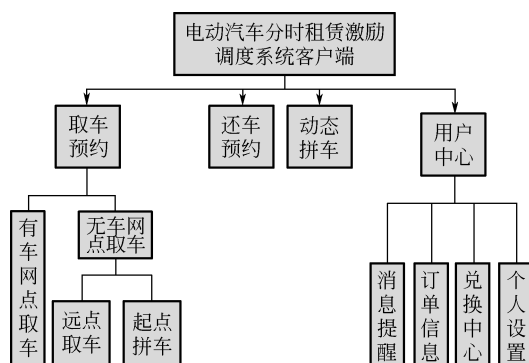 电动汽车分时租赁激励
调度系统客户端
取车
预约
还车
预约
动态
拼车
用户
中心
有车网点取车
无车网
点取车
远点
取车
起点
拼车
消息提醒
订单信息
兑换中心
个人设置